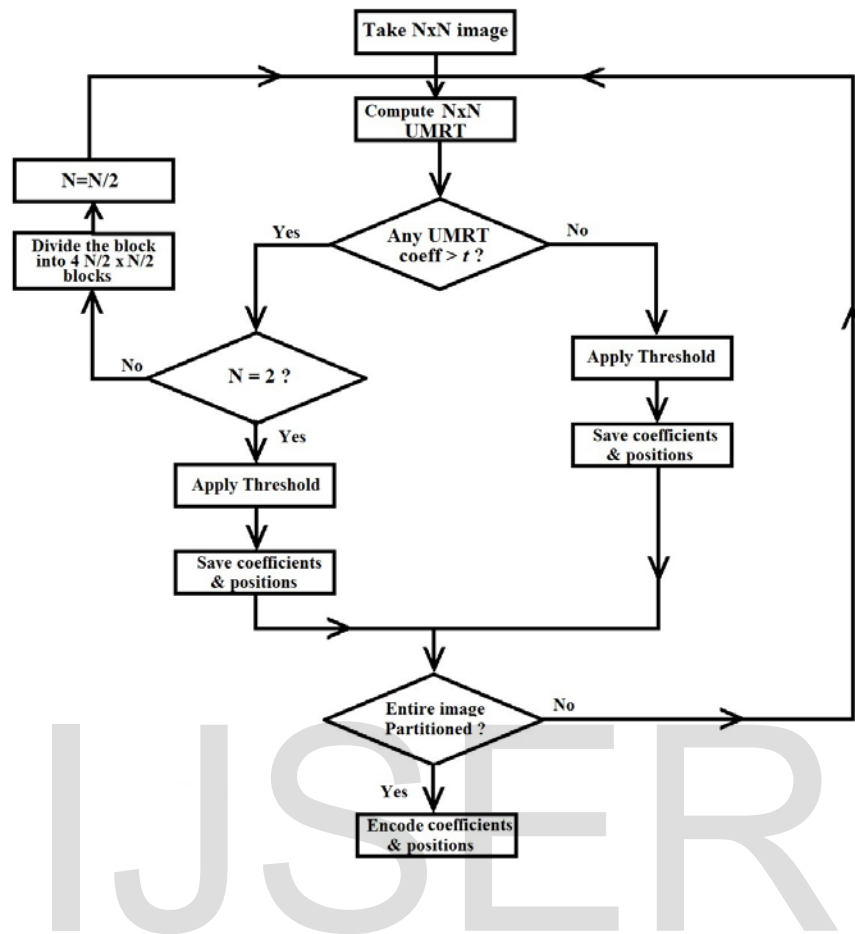 Take NxN image
Compute NxN
UMRT
N=N/2
Divide the block
into 4 N/2 x N/2
blocks
Yes
Any UMRT
coeff > t ?
No
No
N = 2 ?
Yes
Apply Threshold
Save coefficients
& positions
Apply Threshold
Save coefficients
& positions
Entire image
Partitioned ?
No
Yes
Encode coefficients
& positions
IJSER